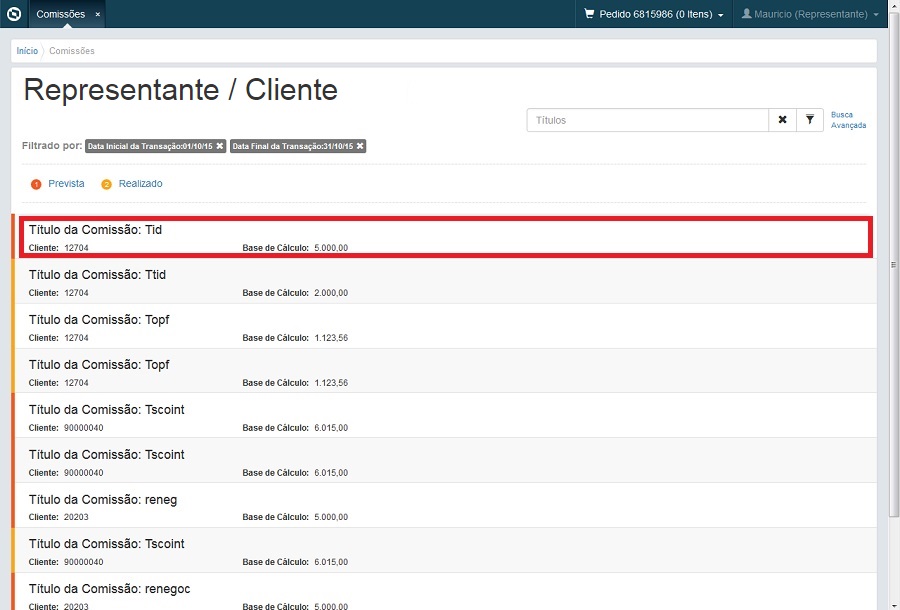 Comissões × Pedido 6815986 (0 Itens) Mauricio (Representante)
Início Comissões
Representante / Cliente
Títulos
Busca Avançada
Filtrado por: Data Inicial da Transação:01/10/15 ✖ Data Final da Transação:31/10/15 ✖
1 Prevista 2 Realizado
Título da Comissão: Tid
Cliente: 12704 Base de Cálculo: 5.000,00
Título da Comissão: Ttid
Cliente: 12704 Base de Cálculo: 2.000,00
Título da Comissão: Topf
Cliente: 12704 Base de Cálculo: 1.123,56
Título da Comissão: Topf
Cliente: 12704 Base de Cálculo: 1.123,56
Título da Comissão: Tscoint
Cliente: 90000040 Base de Cálculo: 6.015,00
Título da Comissão: Tscoint
Cliente: 90000040 Base de Cálculo: 6.015,00
Título da Comissão: reneg
Cliente: 20203 Base de Cálculo: 5.000,00
Título da Comissão: Tscoint
Cliente: 90000040 Base de Cálculo: 6.015,00
Título da Comissão: renegoc
Cliente: 20203 Base de Cálculo: 5.000,00